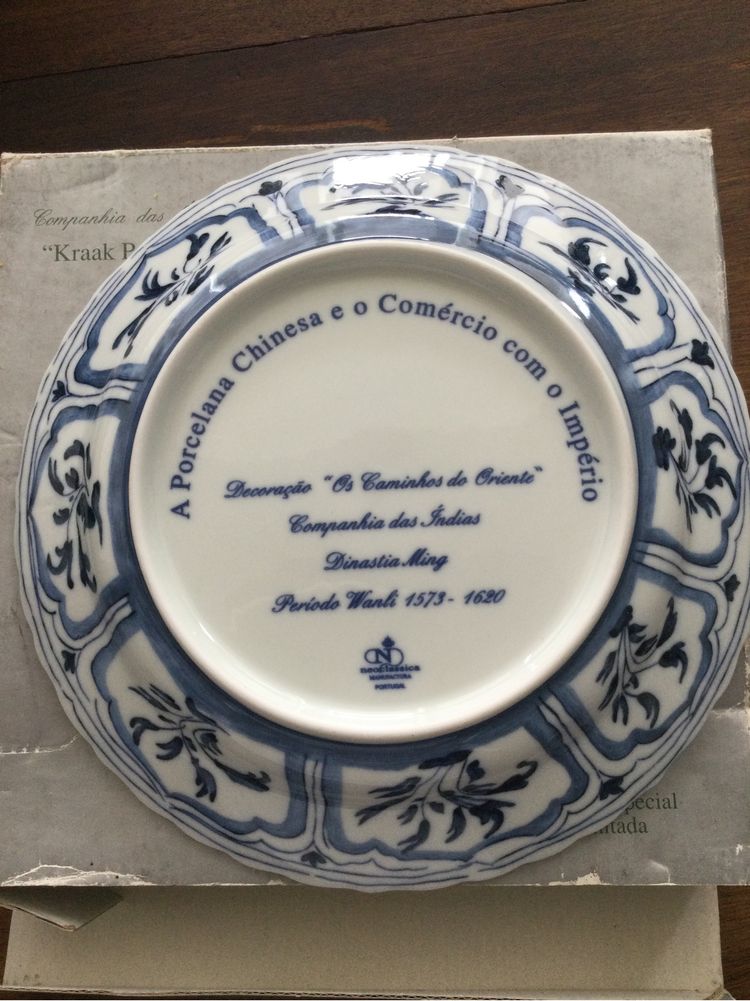 Companhia das
"Kraak P
A Porcelana Chinesa e o Comércio com o Império
Decoração "Os Caminhos do Oriente"
Companhia das Índias
Dinastia Ming
Período Wanli 1573 - 1620
N
neoclassica
MANUFACTURA
PORTUGAL
pecial
itada